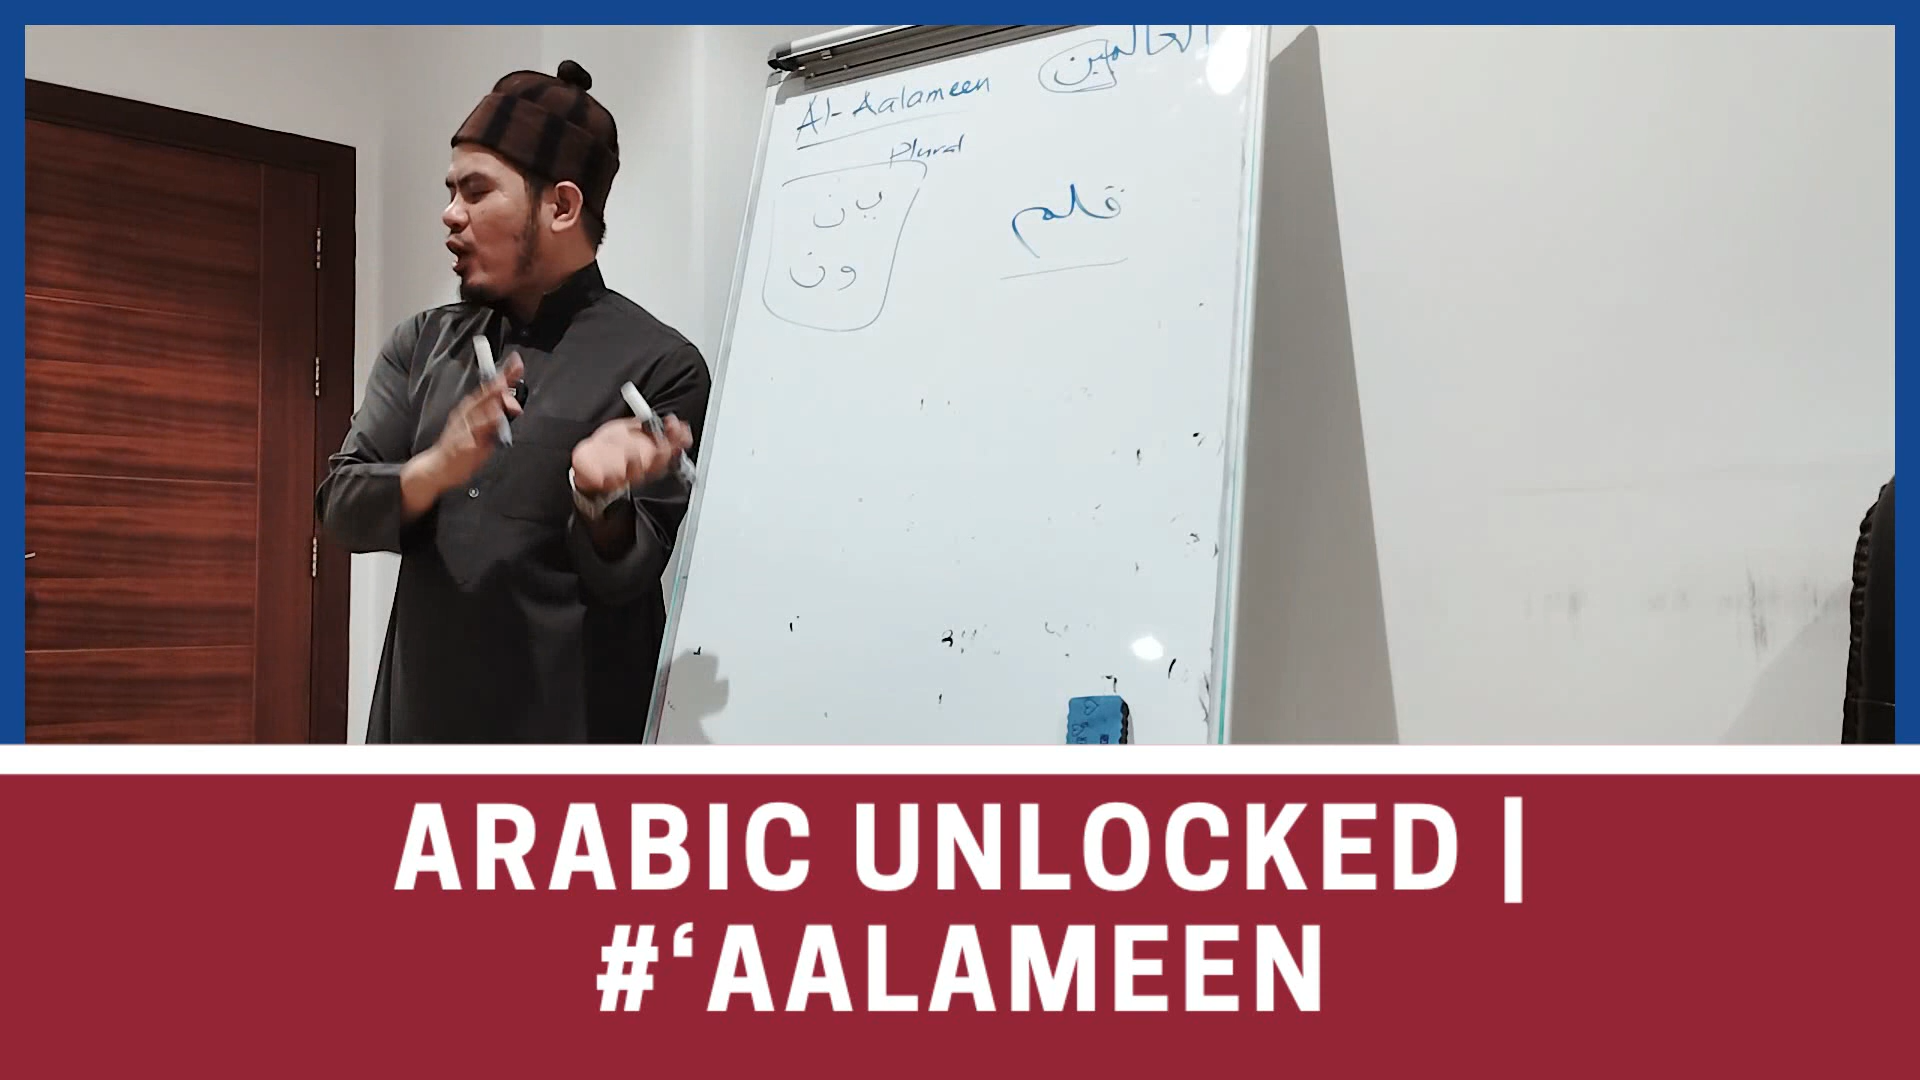 العالمين
Al-Aalameen
Plural
ين
ون
قلم
ARABIC UNLOCKED |
#‘AALAMEEN